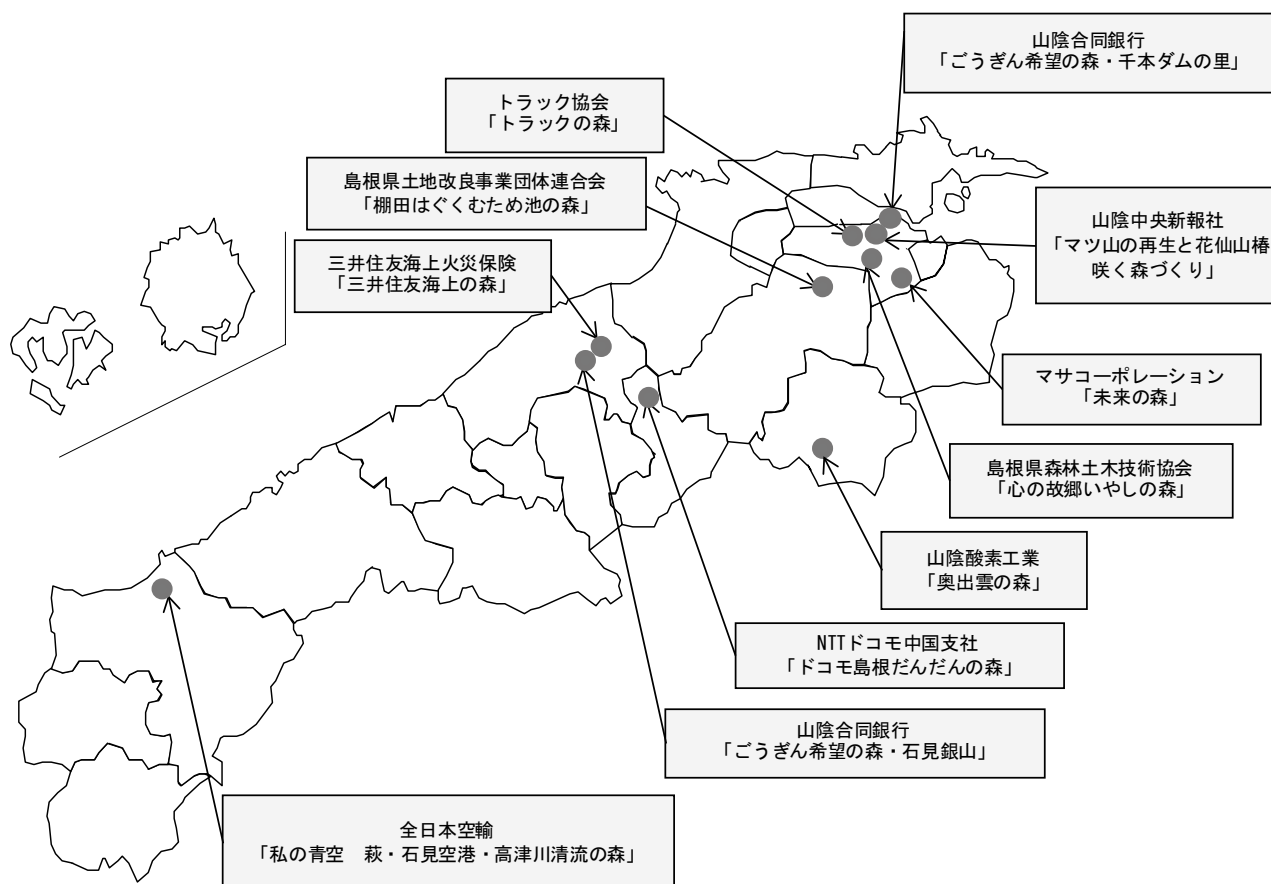 山陰合同銀行
「ごうぎん希望の森・千本ダムの里」
トラック協会
「トラックの森」
島根県土地改良事業団体連合会
「棚田はぐくむため池の森」
山陰中央新報社
「マツ山の再生と花仙山椿
咲く森づくり」
三井住友海上火災保険
「三井住友海上の森」
マサコーポレーション
「未来の森」
島根県森林土木技術協会
「心の故郷いやしの森」
山陰酸素工業
「奥出雲の森」
NTTドコモ中国支社
「ドコモ島根だんだんの森」
山陰合同銀行
「ごうぎん希望の森・石見銀山」
全日本空輸
「私の青空　萩・石見空港・高津川清流の森」